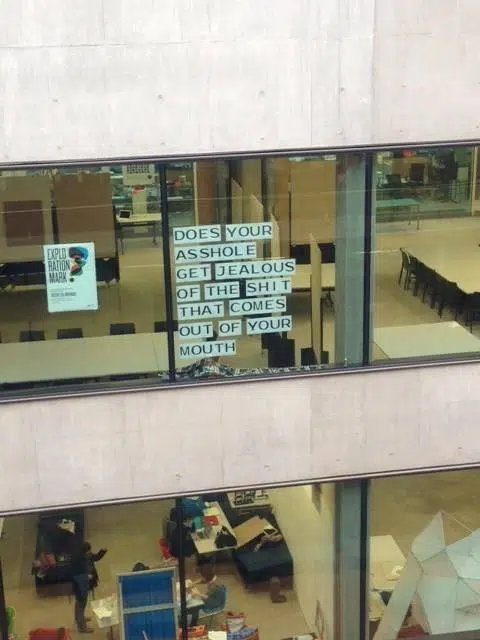 EXPLO
RATION
MARK
DOES YOUR
ASSHOLE
GET JEALOUS
OF THE SHIT
THAT COMES
OUT OF YOUR
MOUTH